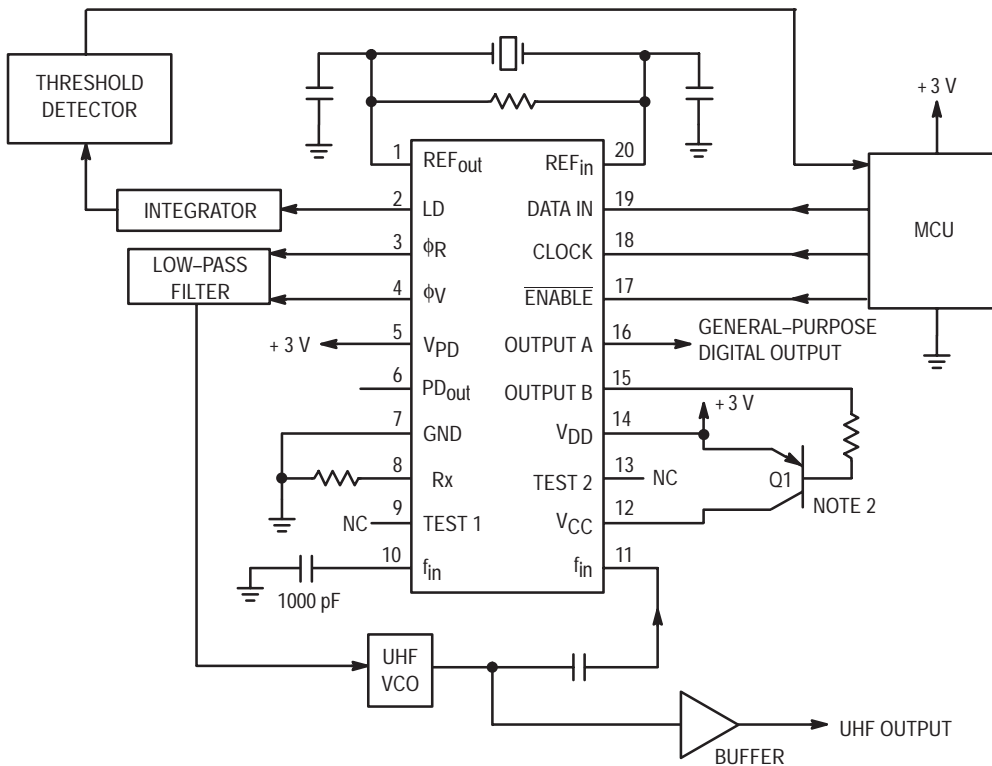 THRESHOLD
DETECTOR
INTEGRATOR
LOW–PASS
FILTER
+ 3 V
1
2
3
4
5
6
7
8
9
10
REFout
LD
ϕR
ϕV
VPD
PDout
GND
Rx
TEST 1
fin
NC
1000 pF
REFin
DATA IN
CLOCK
ENABLE
OUTPUT A
OUTPUT B
VDD
TEST 2
VCC
fin
20
19
18
17
16
15
14
13
12
11
+ 3 V
MCU
GENERAL–PURPOSE
DIGITAL OUTPUT
+ 3 V
NC
Q1
NOTE 2
UHF
VCO
BUFFER
UHF OUTPUT